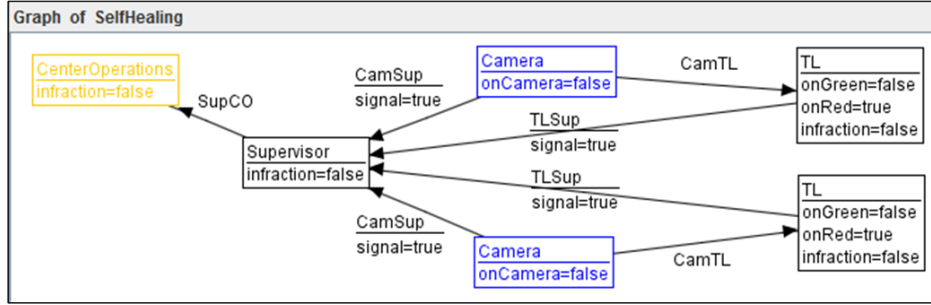 Graph of SelfHealing
CenterOperations
infraction=false
SupCO
Supervisor
infraction=false
CamSup
signal=true
Camera
onCamera=false
CamTL
TL
onGreen=false
onRed=true
infraction=false
TLSup
signal=true
TLSup
signal=true
CamSup
signal=true
Camera
onCamera=false
CamTL
TL
onGreen=false
onRed=true
infraction=false